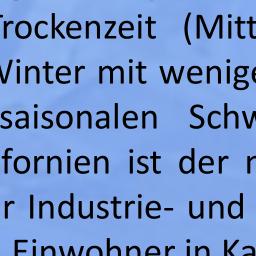 Trockenzeit (Mitt
Winter mit wenige
saisonalen Schw
fornien ist der
r Industrie- und
Einwohner in Ka